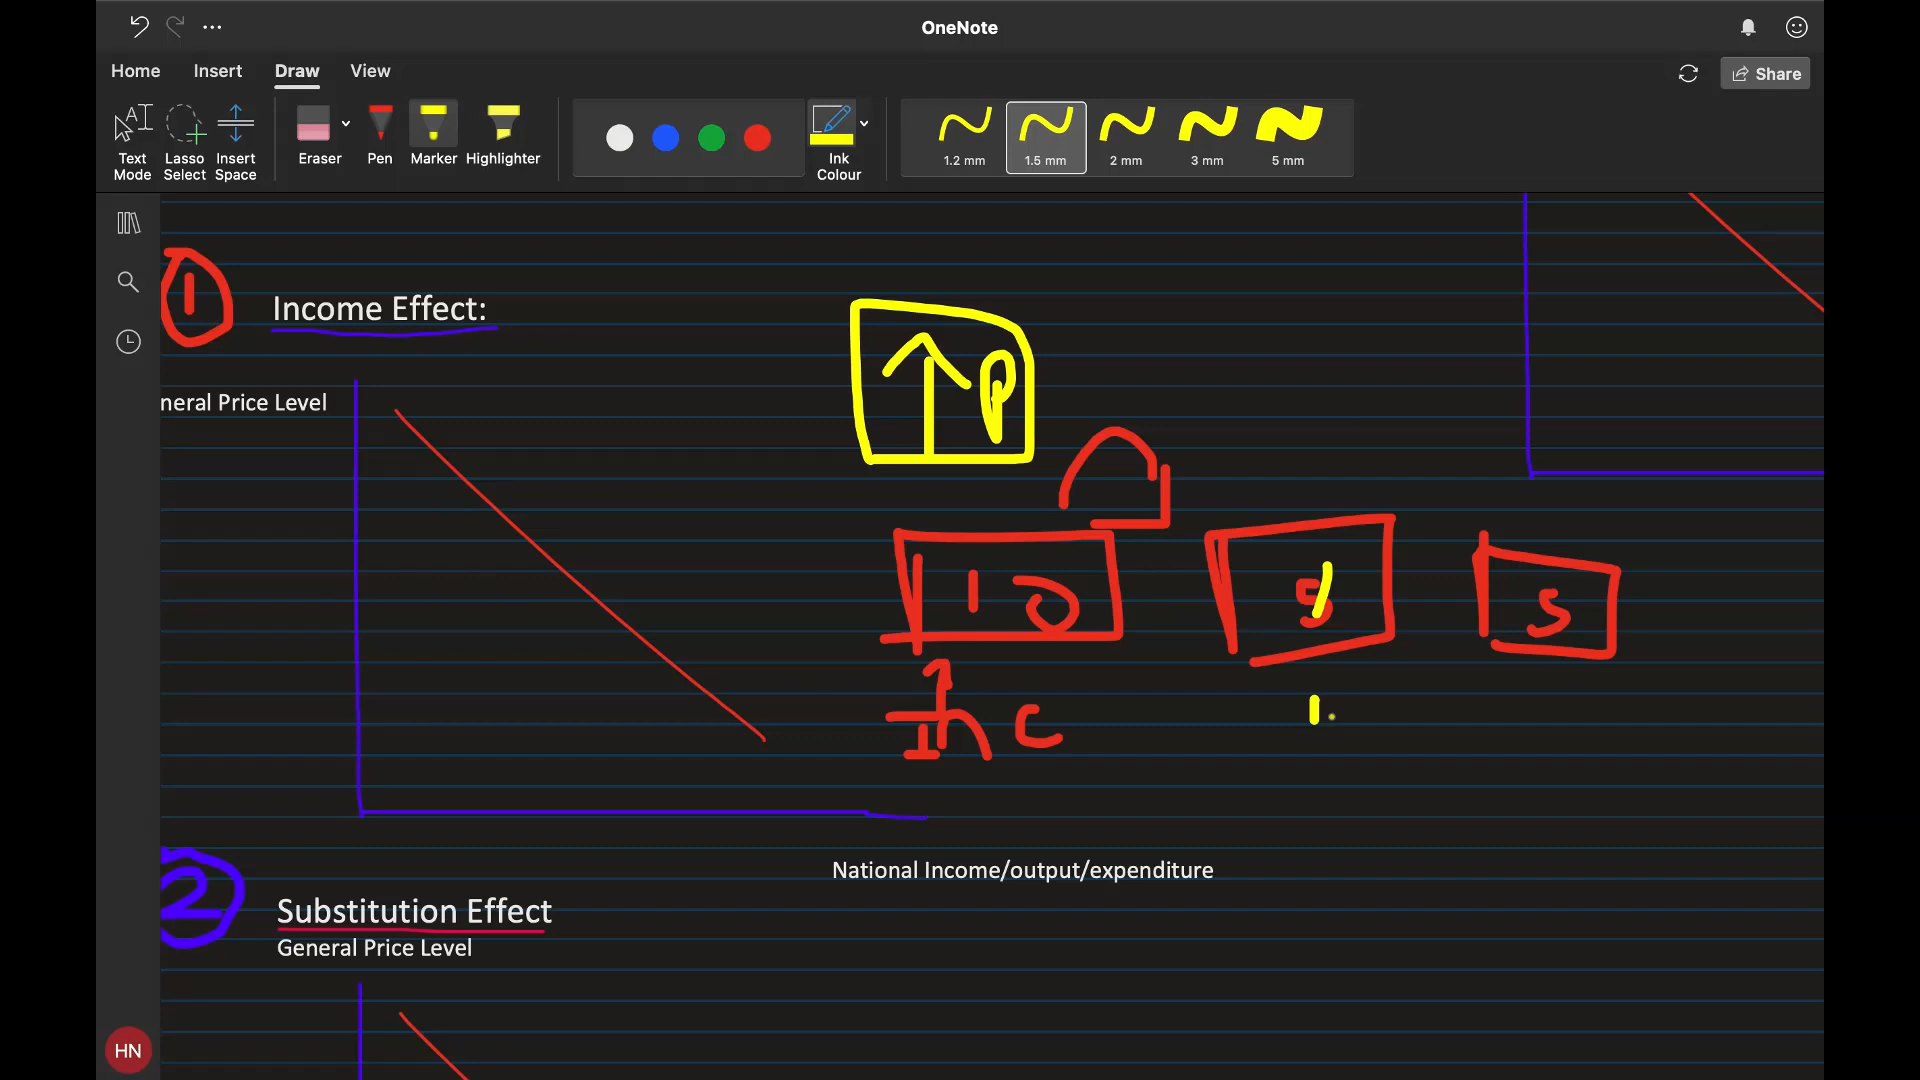 OneNote
Home Insert Draw View
Share
Text Mode
Lasso Select
Insert Space
Eraser
Pen
Marker
Highlighter
Ink Colour
1.2 mm
1.5 mm
2 mm
3 mm
5 mm
1
Income Effect:
P
neral Price Level
10
5
5
Inc
1
National Income/output/expenditure
2
Substitution Effect
General Price Level
HN